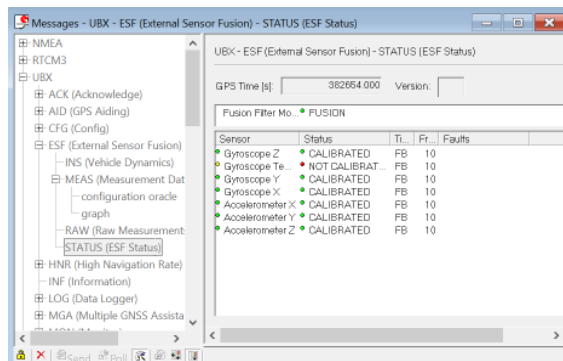 Messages - UBX - ESF (External Sensor Fusion) - STATUS (ESF Status)
NMEA
RTCM3
UBX
ACK (Acknowledge)
AID (GPS Aiding)
CFG (Config)
ESF (External Sensor Fusion)
INS (Vehicle Dynamics)
MEAS (Measurement Dat
configuration oracle
graph
RAW (Raw Measurement
STATUS (ESF Status)
HNR (High Navigation Rate)
INF (Information)
LOG (Data Logger)
MGA (Multiple GNSS Assista
UBX - ESF (External Sensor Fusion) - STATUS (ESF Status)
GPS Time [s]: 382654.000 Version:
Fusion Filter Mo... FUSION
Sensor Status Ti... Fr... Faults
Gyroscope Z CALIBRATED FB 10
Gyroscope Te... NOT CALIBRAT... FB 10
Gyroscope Y CALIBRATED FB 10
Gyroscope X CALIBRATED FB 10
Accelerometer X CALIBRATED FB 10
Accelerometer Y CALIBRATED FB 10
Accelerometer Z CALIBRATED FB 10
Send Poll